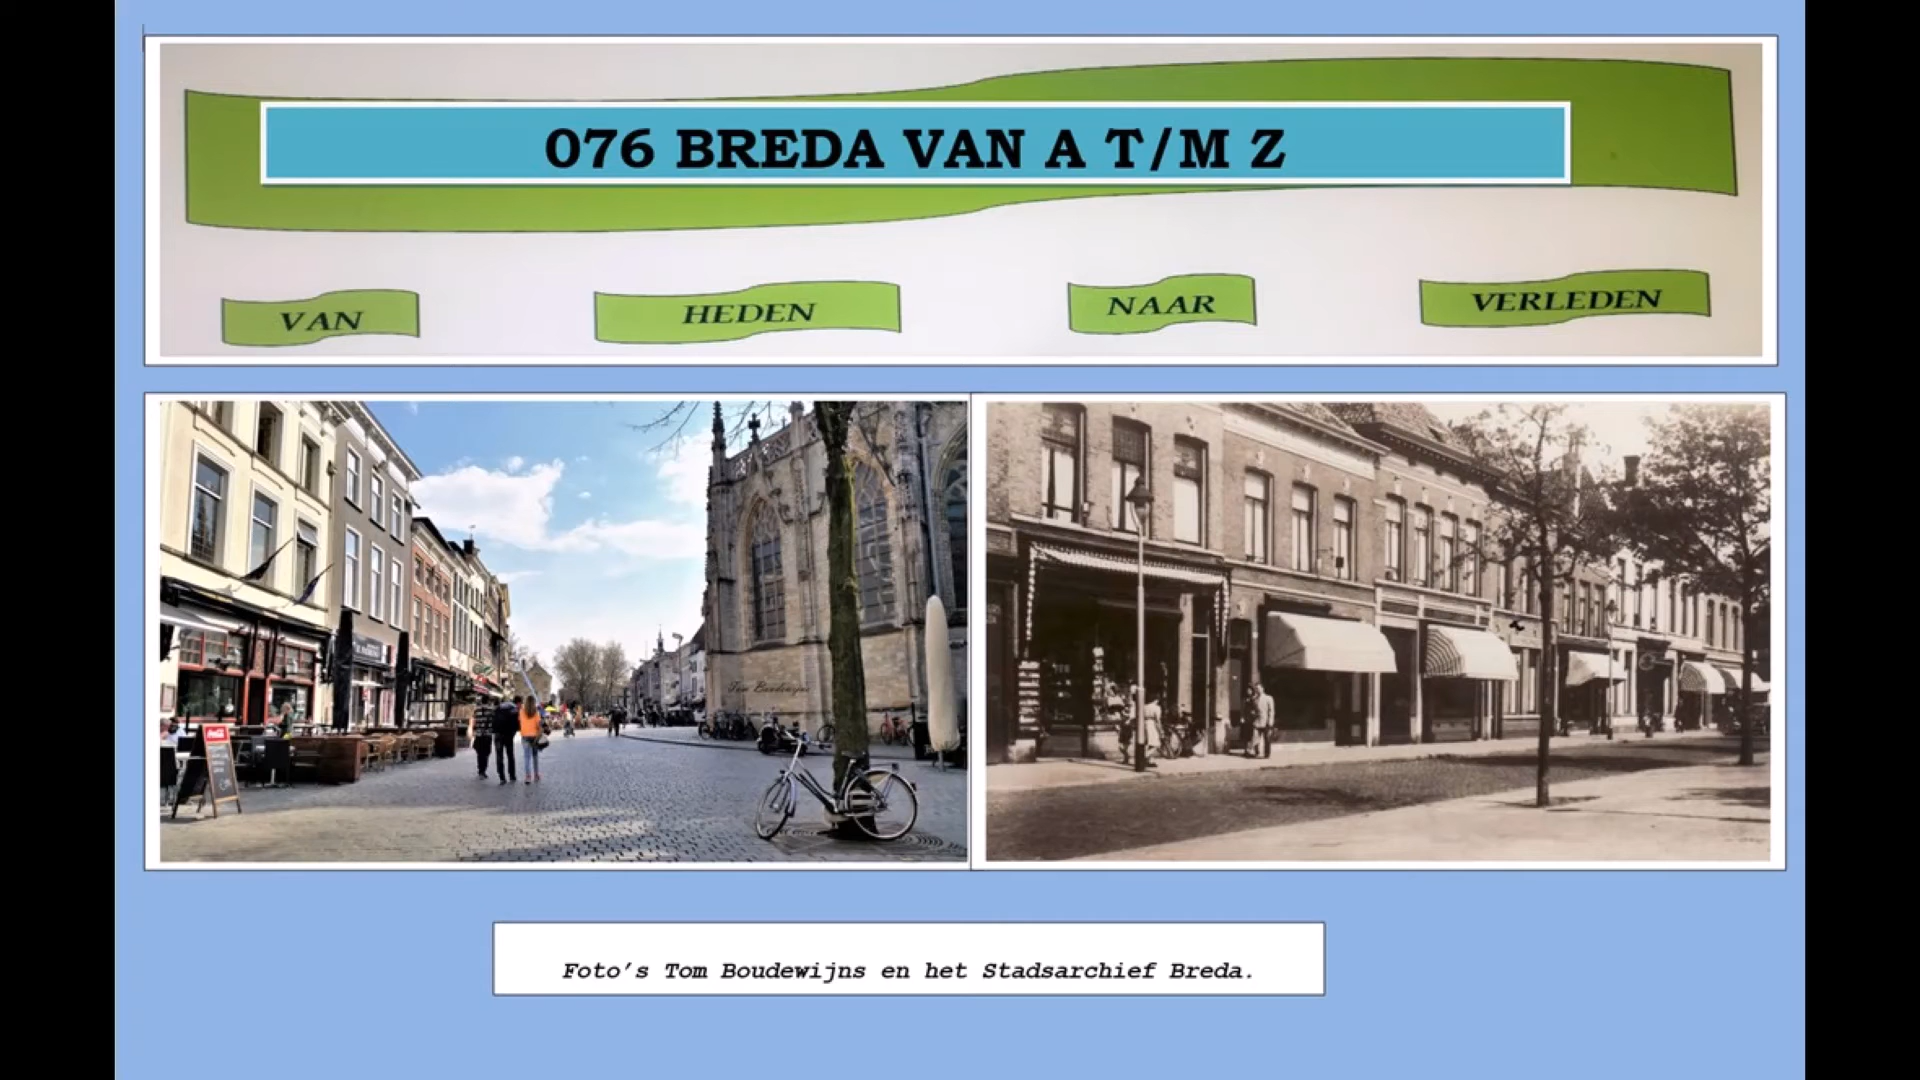 076 BREDA VAN A T/M Z
VAN HEDEN NAAR VERLEDEN
Tom Boudewijns
Foto's Tom Boudewijns en het Stadsarchief Breda.